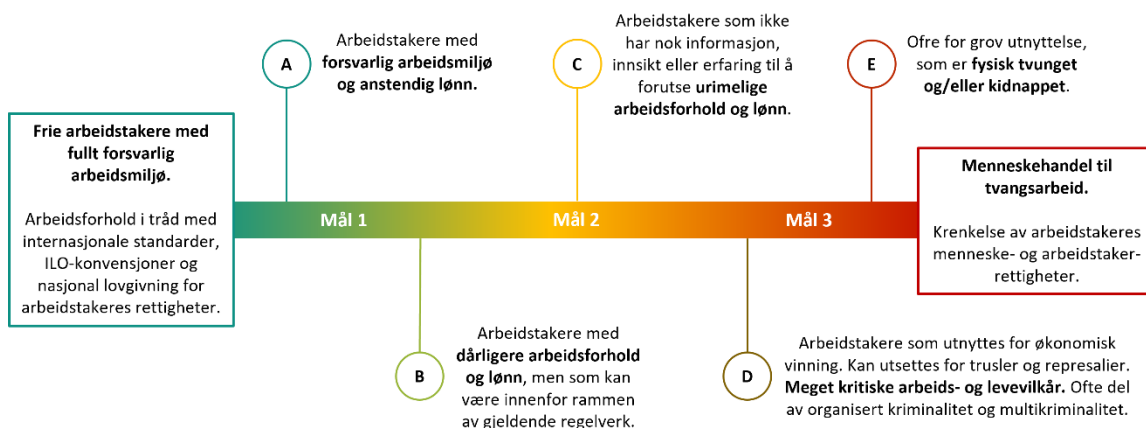 Arbeidstakere med
forsvarlig arbeidsmiljø
og anstendig lønn.
A
Arbeidstakere som ikke
har nok informasjon,
innsikt eller erfaring til å
forutse urimelige
arbeidsforhold og lønn.
C
Ofre for grov utnyttelse,
som er fysisk tvunget
og/eller kidnappet.
E
Frie arbeidstakere med
fullt forsvarlig
arbeidsmiljø.
Arbeidsforhold i tråd med
internasjonale standarder,
ILO-konvensjoner og
nasjonal lovgivning for
arbeidstakeres rettigheter.
Mål 1
Mål 2
Mål 3
Menneskehandel til
tvangsarbeid.
Krenkelse av arbeidstakeres
menneske- og arbeidstaker-
rettigheter.
B
Arbeidstakere med
dårligere arbeidsforhold
og lønn, men som kan
være innenfor rammen
av gjeldende regelverk.
D
Arbeidstakere som utnyttes for økonomisk
vinning. Kan utsettes for trusler og represalier.
Meget kritiske arbeids- og levevilkår. Ofte del
av organisert kriminalitet og multikriminalitet.